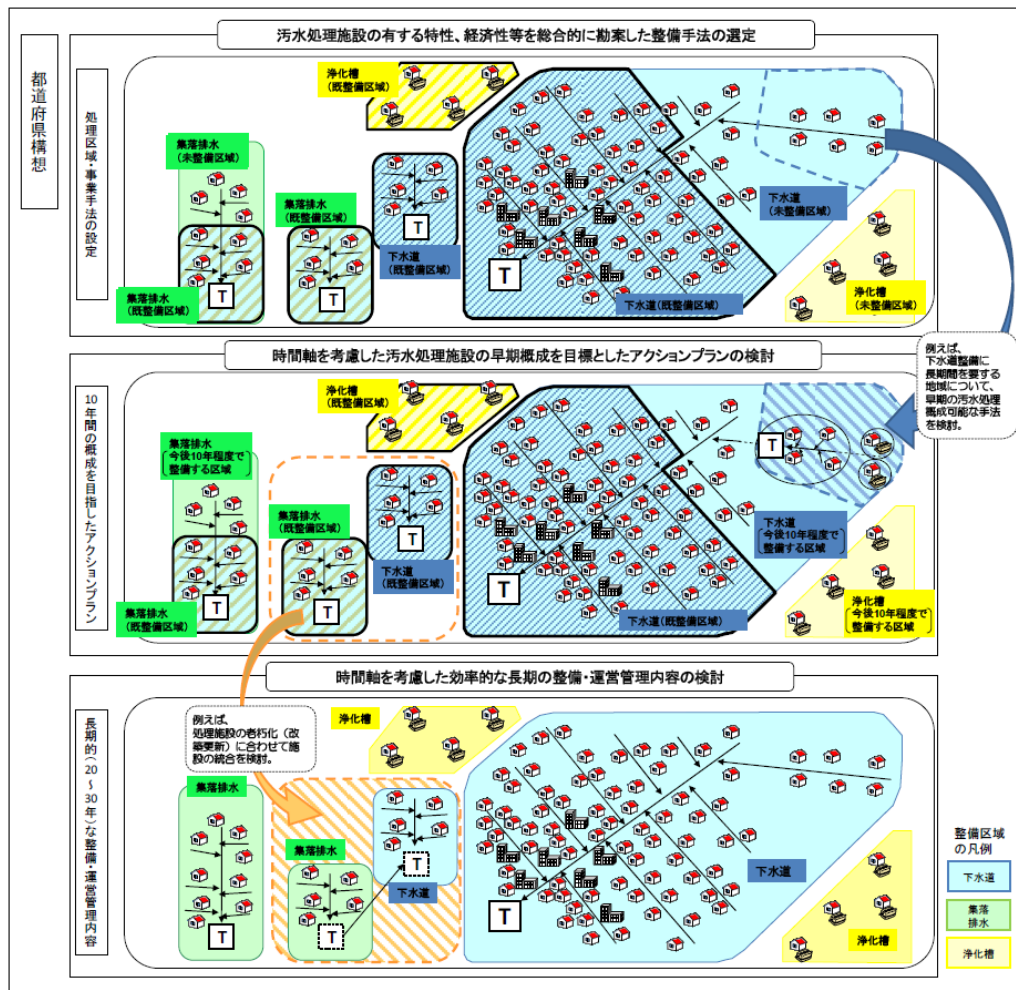 都道府県構想
汚水処理施設の有する特性、経済性等を総合的に勘案した整備手法の選定
処理区域・事業手法の設定
浄化槽
(既整備区域)
集落排水
(未整備区域)
集落排水
(既整備区域)
下水道
(既整備区域)
T
T
T
T
集落排水
(既整備区域)
下水道(既整備区域)
下水道
(未整備区域)
浄化槽
(未整備区域)
例えば、
下水道整備に
長期間を要する
地域について、
早期の汚水処理
概成可能な手法
を検討。
時間軸を考慮した汚水処理施設の早期概成を目標としたアクションプランの検討
10年間の概成を目指したアクションプラン
浄化槽
(既整備区域)
集落排水
今後10年程度で
整備する区域
集落排水
(既整備区域)
下水道
(既整備区域)
T
T
T
T
T
集落排水
(既整備区域)
下水道(既整備区域)
下水道
今後10年程度で
整備する区域
浄化槽
今後10年程度で
整備する区域
時間軸を考慮した効率的な長期の整備・運営管理内容の検討
長期的(20~30年)な整備・運営管理内容
例えば、
処理施設の老朽化(改
築更新)に合わせて施
設の統合を検討。
浄化槽
集落排水
集落排水
下水道
T
T
T
T
下水道
浄化槽
整備区域
の凡例
下水道
集落
排水
浄化槽